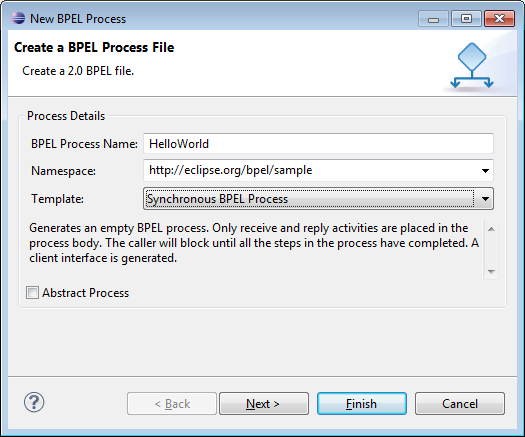 New BPEL Process
Create a BPEL Process File
Create a 2.0 BPEL file.
Process Details
BPEL Process Name: HelloWorld
Namespace: http://eclipse.org/bpel/sample
Template: Synchronous BPEL Process
Generates an empty BPEL process. Only receive and reply activities are placed in the
process body. The caller will block until all the steps in the process have completed. A
client interface is generated.
Abstract Process
? < Back Next > Finish Cancel